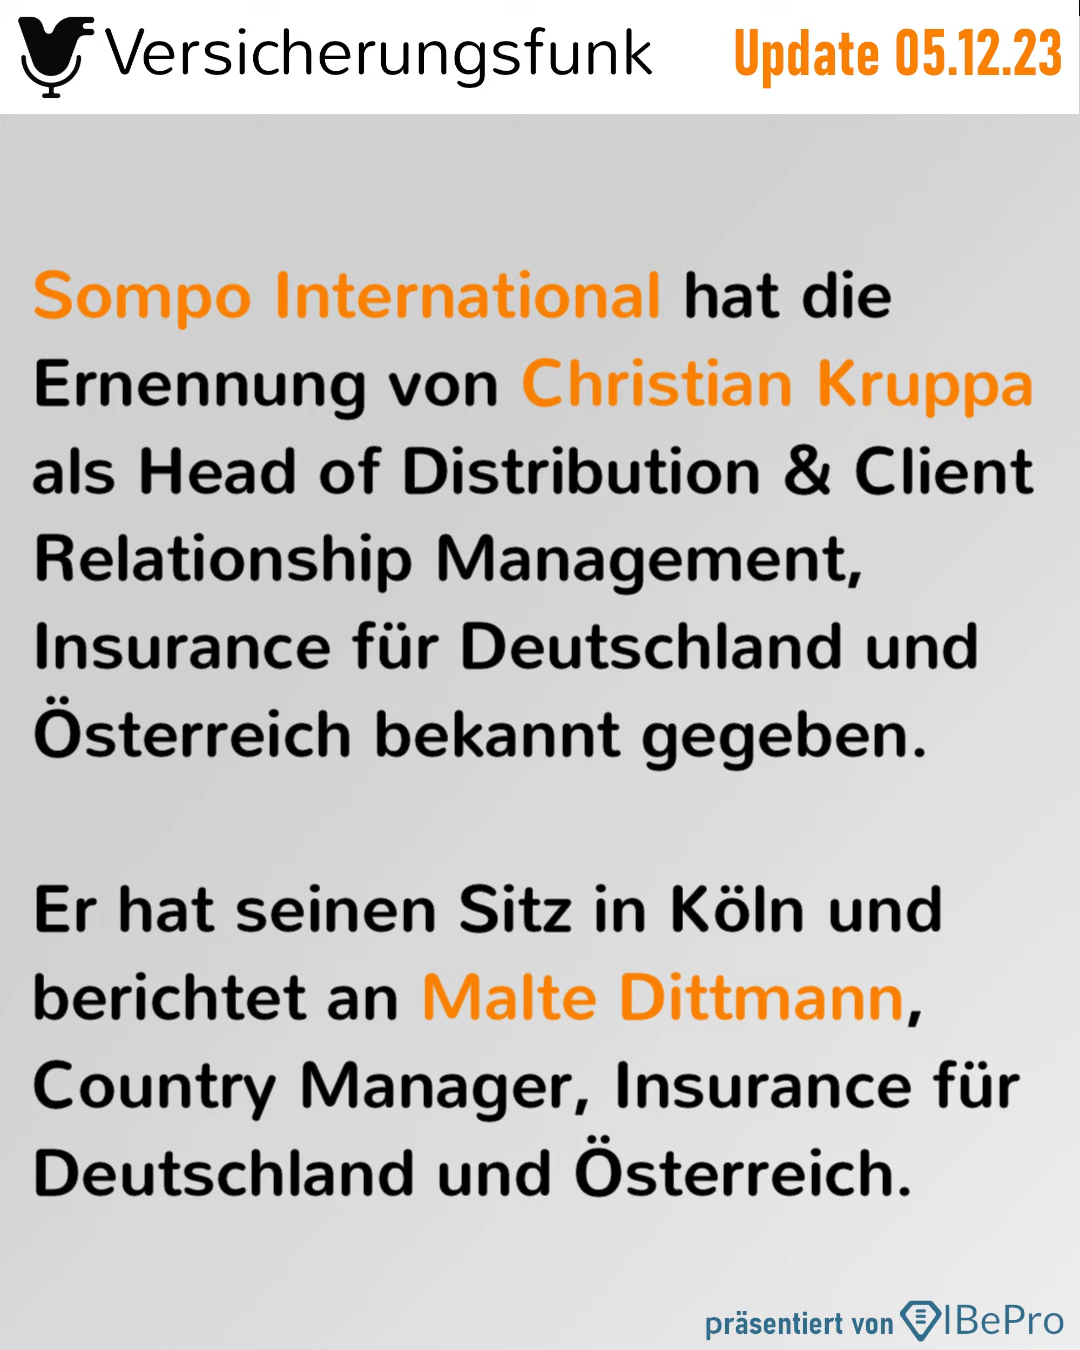 Versicherungsfunk
Update 05.12.23
Sompo International hat die
Ernennung von Christian Kruppa
als Head of Distribution & Client
Relationship Management,
Insurance für Deutschland und
Österreich bekannt gegeben.
Er hat seinen Sitz in Köln und
berichtet an Malte Dittmann,
Country Manager, Insurance für
Deutschland und Österreich.
präsentiert von IBePro